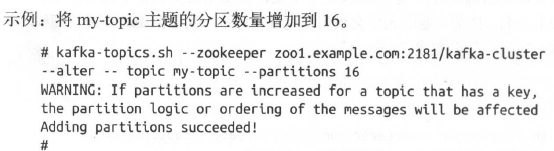 示例：将 my-topic 主题的分区数量增加到 16。
# kafka-topics.sh --zookeeper zoo1.example.com:2181/kafka-cluster
--alter -- topic my-topic --partitions 16
WARNING: If partitions are increased for a topic that has a key,
the partition logic or ordering of the messages will be affected
Adding partitions succeeded!
#